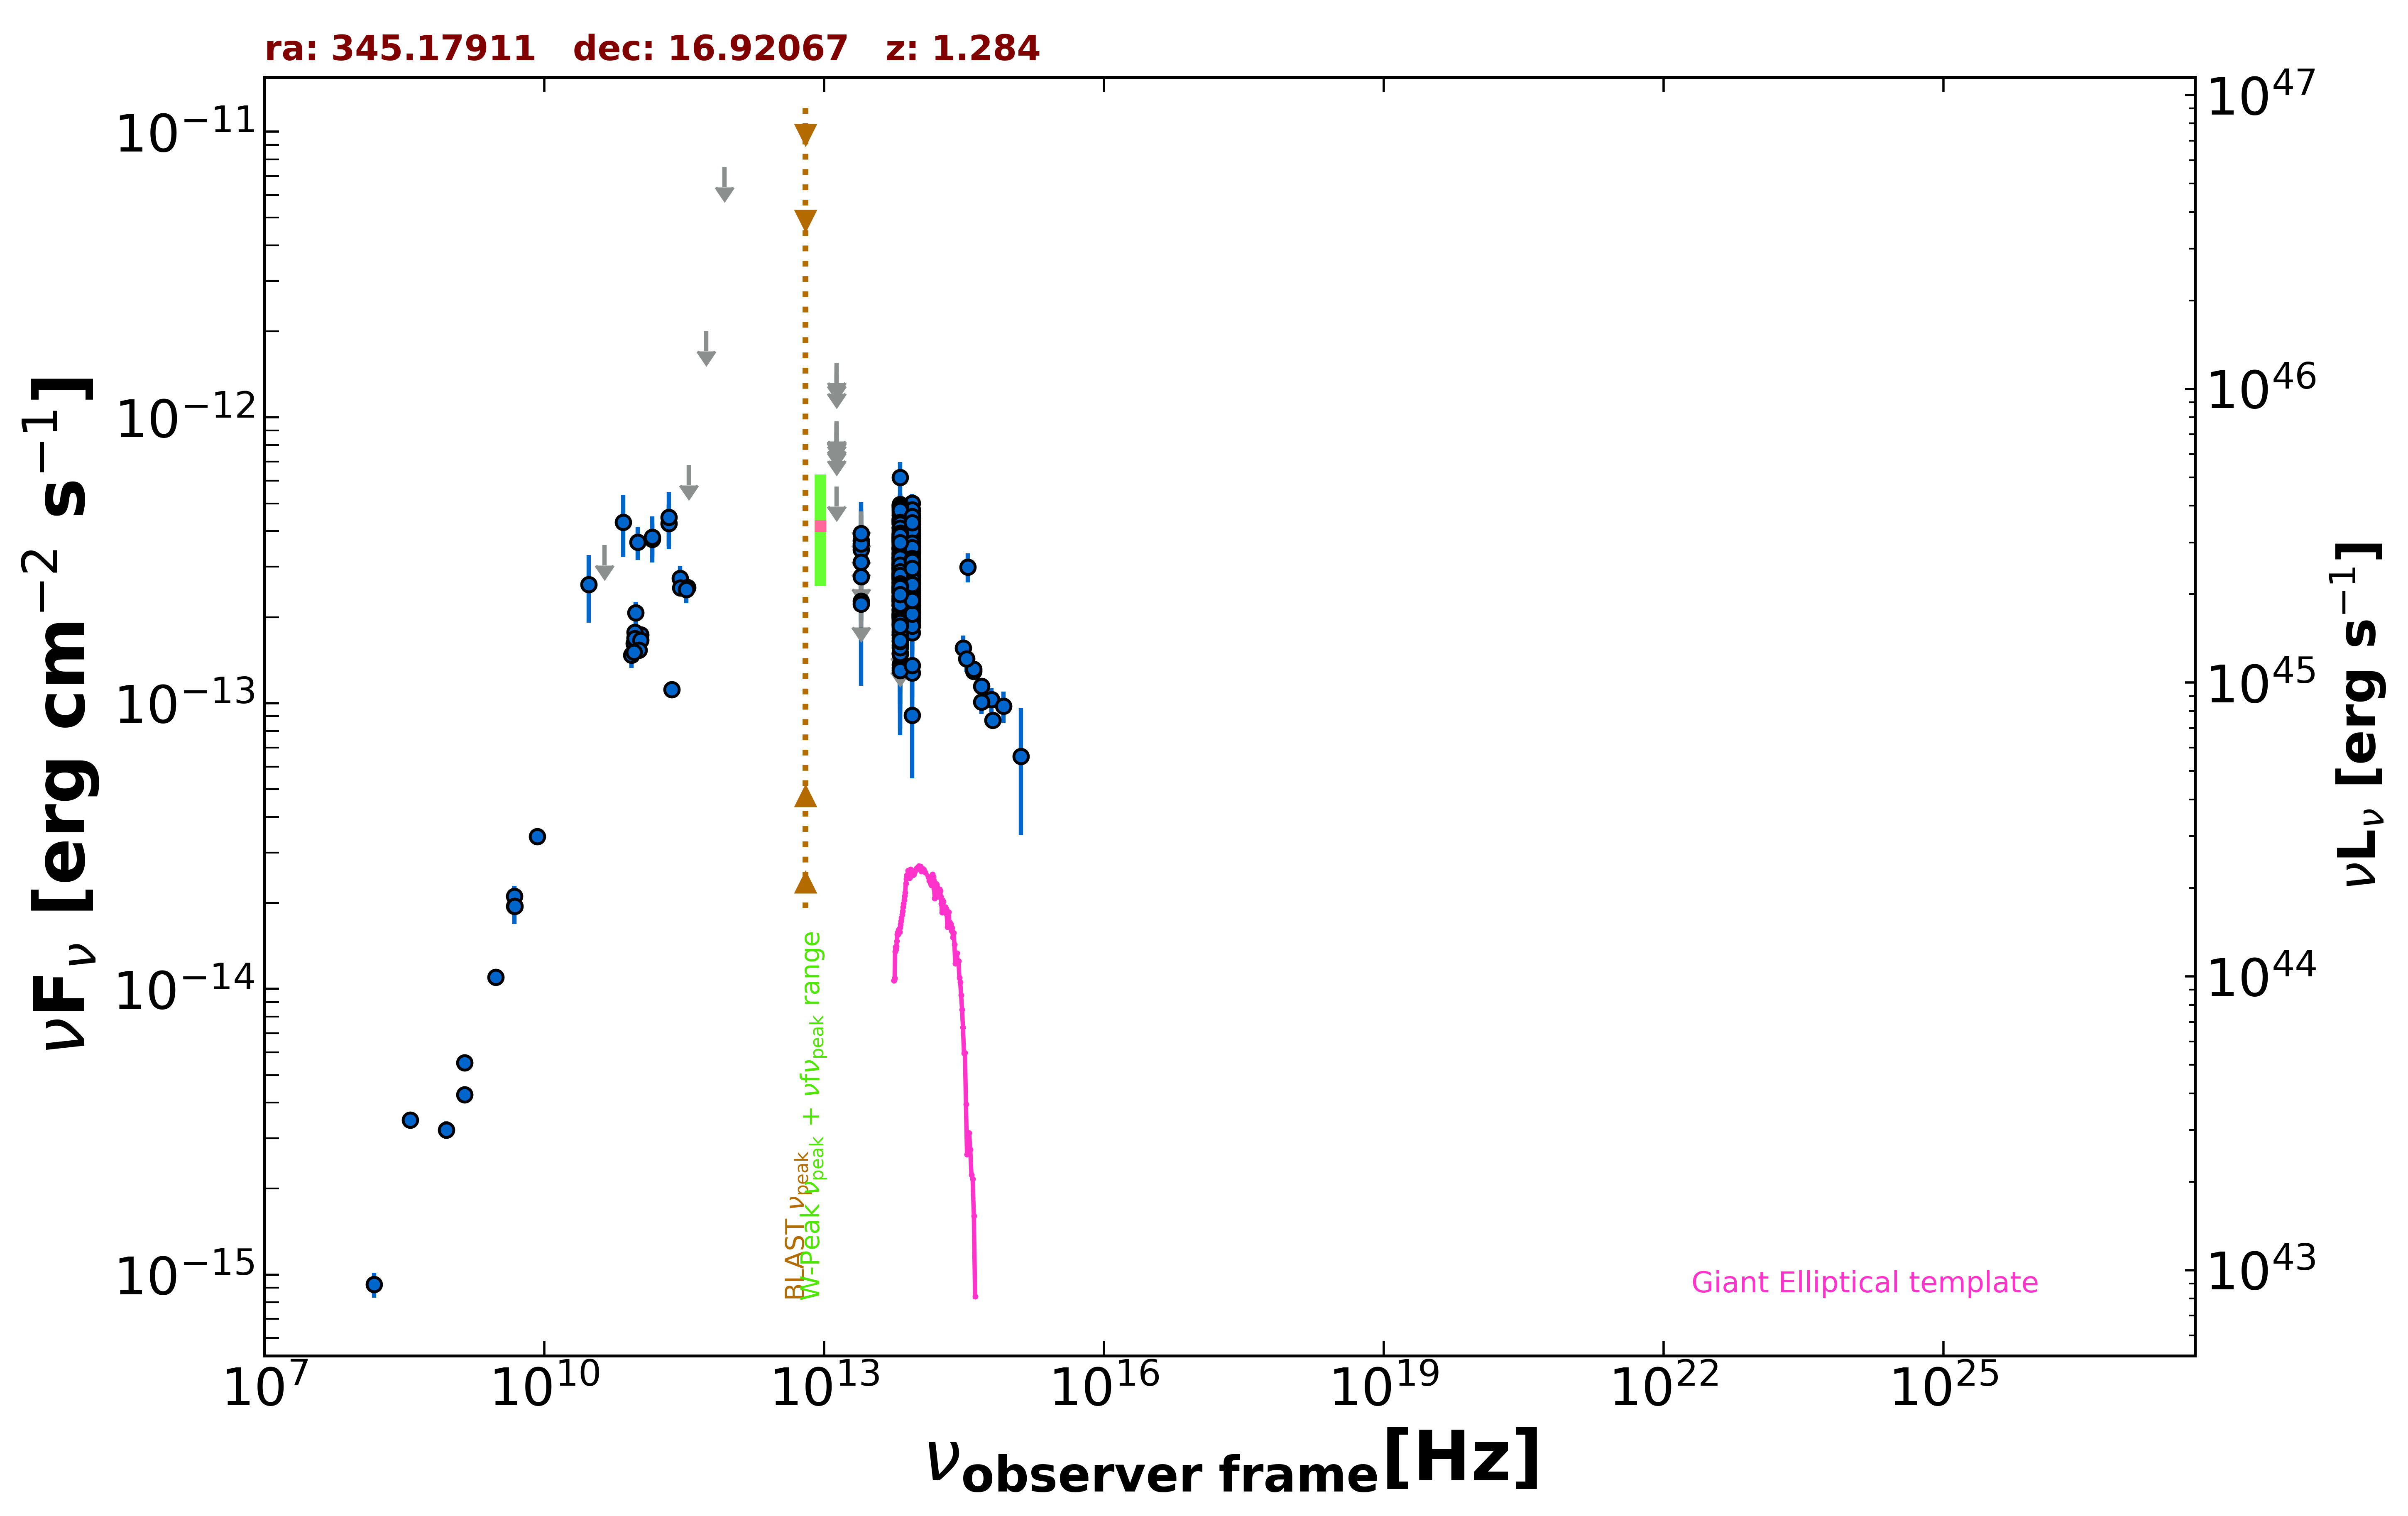 ra: 345.17911   dec: 16.92067   z: 1.284
νF_ν [erg cm^−2 s^−1]
10^−11
10^−12
10^−13
10^−14
10^−15
10^47
10^46
10^45
10^44
10^43
νL_ν [erg s^−1]
BLAST ν_peak
W-Peak ν_peak + νfν_peak range
Giant Elliptical template
10^7 10^10 10^13 10^16 10^19 10^22 10^25
ν_observer frame [Hz]